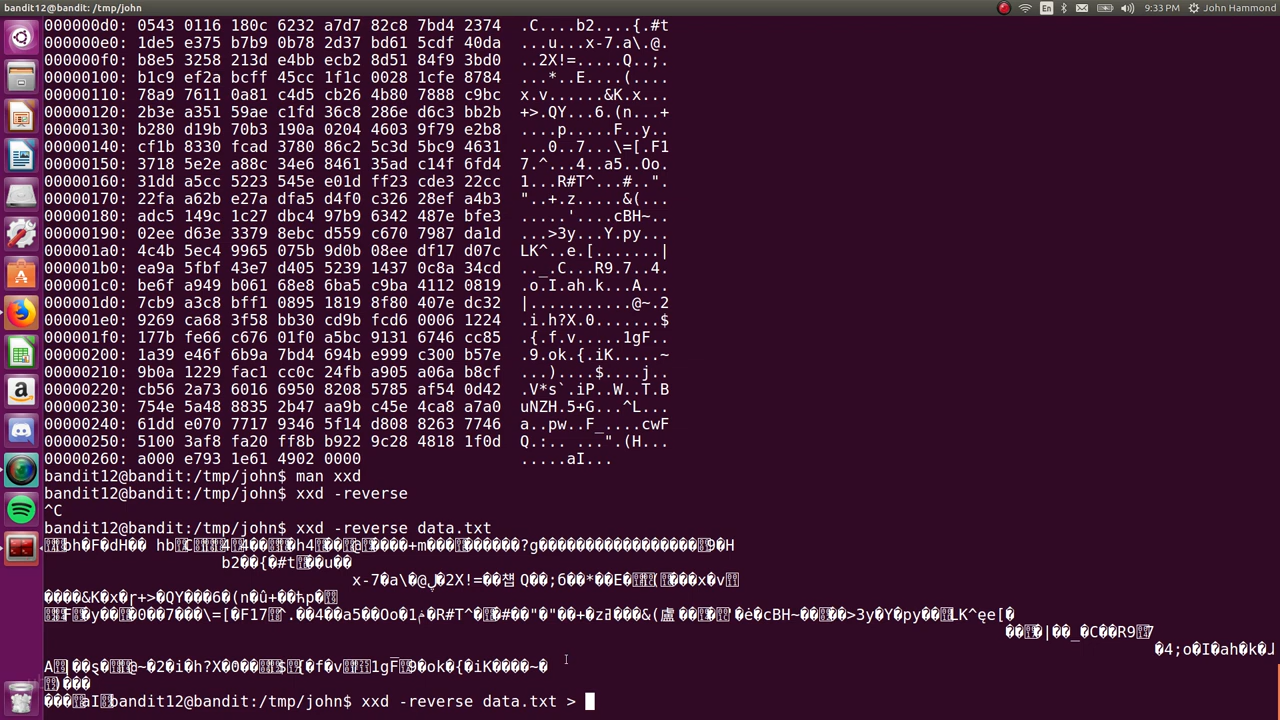 bandit12@bandit: /tmp/john
En
9:33 PM
John Hammond
000000d0: 0543 0116 180c 6232 a7d7 82c8 7bd4 2374  .C....b2....{.#t
000000e0: 1de5 e375 b7b9 0b78 2d37 bd61 5cdf 40da  ...u...x-7.a\.@.
000000f0: b8e5 3258 213d e4bb ecb2 8d51 84f9 3bd0  ..2X!=.....Q..;.
00000100: b1c9 ef2a bcff 45cc 1f1c 0028 1cfe 8784  ...*..E....(....
00000110: 78a9 7611 0a81 c4d5 cb26 4b80 7888 c9bc  x.v......&K.x...
00000120: 2b3e a351 59ae c1fd 36c8 286e d6c3 bb2b  +>.QY...6.(n...+
00000130: b280 d19b 70b3 190a 0204 4603 9f79 e2b8  ....p.....F..y..
00000140: cf1b 8330 fcad 3780 86c2 5c3d 5bc9 4631  ...0..7...\=[.F1
00000150: 3718 5e2e a88c 34e6 8461 35ad c14f 6fd4  7.^...4..a5..Oo.
00000160: 31dd a5cc 5223 545e e01d ff23 cde3 22cc  1...R#T^...#..".
00000170: 22fa aa62b e27a dfa5 d4f0 c326 28ef a4b3  "..+.z.....&(...
00000180: adc5 149c 1c27 dbc4 97b9 6342 487e bfe3  .....'....cBH~..
00000190: 02ee d63e 3379 8ebc d559 c670 7987 da1d  ...>3y...Y.py...
000001a0: 4c4b 5ec4 9965 075b 9d0b 08ee df17 d07c  LK^..e.[.......|
000001b0: ea9a 5fbf 43e7 d405 5239 1437 0c8a 34cd  .._.C...R9.7..4.
000001c0: be6f a949 b061 68e8 6ba5 c9ba 4112 0819  .o.I.ah.k...A...
000001d0: 7cb9 a3c8 bff1 0895 1819 8f80 407e dc32  |...........@~.2
000001e0: 9269 ca68 3f58 bb30 cd9b fcd6 0006 1224  .i.h?X.0.......$
000001f0: 177b fe66 c676 01f0 a5bc 9131 6746 cc85  .{.f.v.....1gF..
00000200: 1a39 e46f 6b9a 7bd4 694b e999 c300 b57e  .9.ok.{.iK.....~
00000210: 9b0a 1229 fac1 cc0c 24fb a905 a06a b8cf  ...)....$....j..
00000220: cb56 2a73 6016 6950 8208 5785 af54 0d42  .V*s`.iP..W..T.B
00000230: 754e 5a48 8835 2b47 aa9b c45e 4ca8 a7a0  uNZH.5+G...^L...
00000240: 61dd e070 7717 9346 5f14 d808 8263 7746  a..pw..F_....cwF
00000250: 5100 3af8 fa20 ff8b b922 9c28 4818 1f0d  Q.:.. ...".(H...
00000260: a000 e793 1e61 4902 0000                 .....aI...
bandit12@bandit:/tmp/john$ man xxd
bandit12@bandit:/tmp/john$ xxd -reverse
^C
bandit12@bandit:/tmp/john$ xxd -reverse data.txt
bandit12@bandit:/tmp/john$ xxd -reverse data.txt >